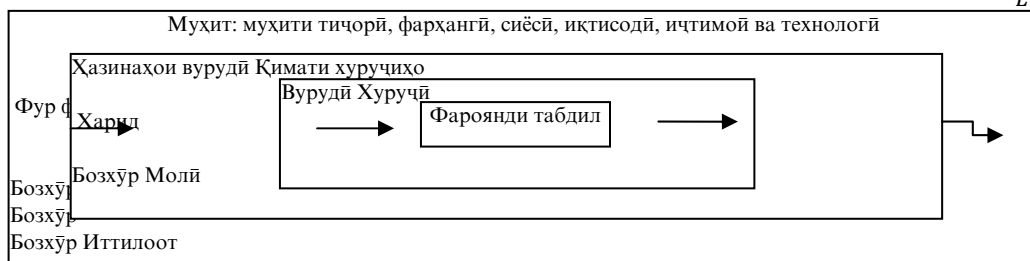 Муҳит: муҳити тиҷорӣ, фарҳангӣ, сиёсӣ, иқтисодӣ, иҷтимоӣ ва технологӣ
Ҳазинаҳои вурудӣ Қимати хуруҷиҳо
Вурудӣ Хуруҷӣ
Фур ф
Харид
Фароянди табдил
Бозхӯр Молӣ
Бозхӯр
Бозхӯр
Бозхӯр Иттилоот